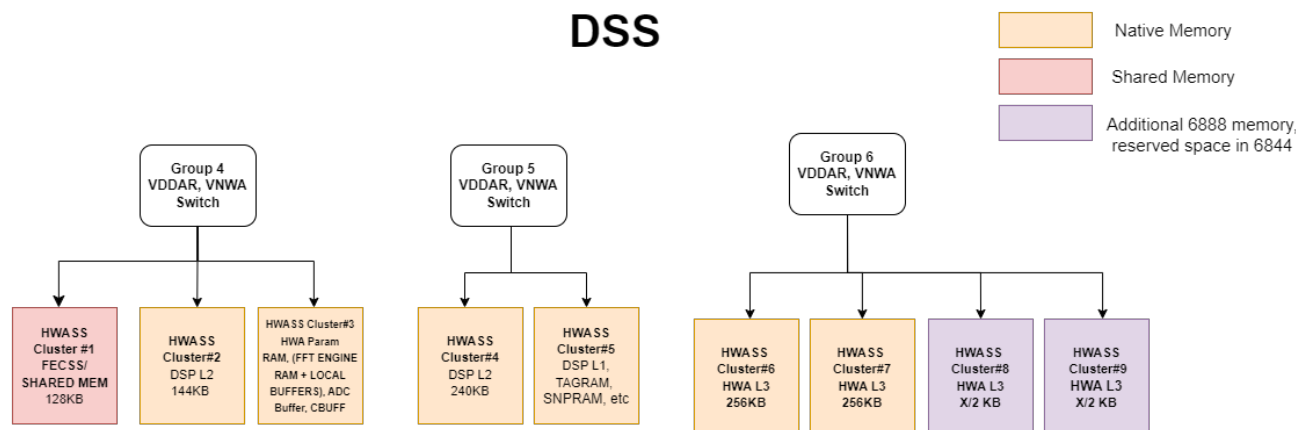 DSS
Native Memory
Shared Memory
Additional 6888 memory,
reserved space in 6844
Group 4
VDDAR, VNWA
Switch
Group 5
VDDAR, VNWA
Switch
Group 6
VDDAR, VNWA
Switch
HWASS
Cluster #1
FECSS/
SHARED MEM
128KB
HWASS
Cluster#2
DSP L2
144KB
HWASS Cluster#3
HWA Param
RAM, (FFT ENGINE
RAM + LOCAL
BUFFERS), ADC
Buffer, CBUFF
HWASS
Cluster#4
DSP L2
240KB
HWASS
Cluster#5
DSP L1,
TAGRAM,
SNPRAM, etc
HWASS
Cluster#6
HWA L3
256KB
HWASS
Cluster#7
HWA L3
256KB
HWASS
Cluster#8
HWA L3
X/2 KB
HWASS
Cluster#9
HWA L3
X/2 KB